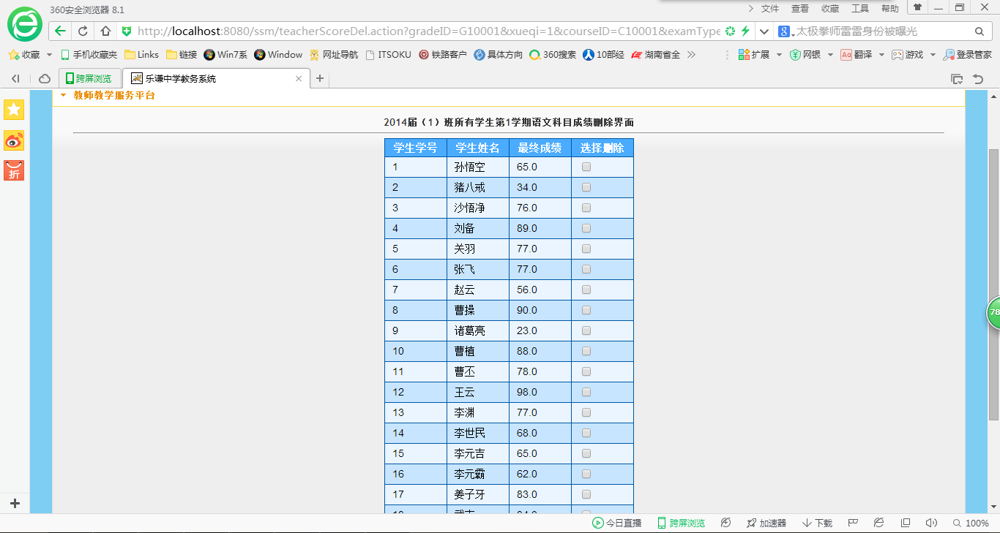 360安全浏览器 8.1
文件 查看 收藏 工具 帮助
http://localhost:8080/ssm/teacherScoreDel.action?gradeID=G10001&xueqi=1&courseID=C10001&examType
太极拳师雷雷身份被曝光
收藏 手机收藏夹 Links 链接 Win7系 Window 网址导航 ITSOKU 铁路客户 具体方向 360搜索 10部经 湖南省全 扩展 网银 翻译 游戏 登录管家
跨屏浏览 乐谦中学教务系统
教师教学服务平台
折
2014届（1）班所有学生第1学期语文科目成绩删除界面
学生学号 学生姓名 最终成绩 选择删除
1 孙悟空 65.0
2 猪八戒 34.0
3 沙悟净 76.0
4 刘备 89.0
5 关羽 77.0
6 张飞 77.0
7 赵云 56.0
8 曹操 90.0
9 诸葛亮 23.0
10 曹植 88.0
11 曹丕 78.0
12 王云 98.0
13 李渊 77.0
14 李世民 68.0
15 李元吉 65.0
16 李元霸 62.0
17 姜子牙 83.0
78
今日直播 跨屏浏览 加速器 下载 100%